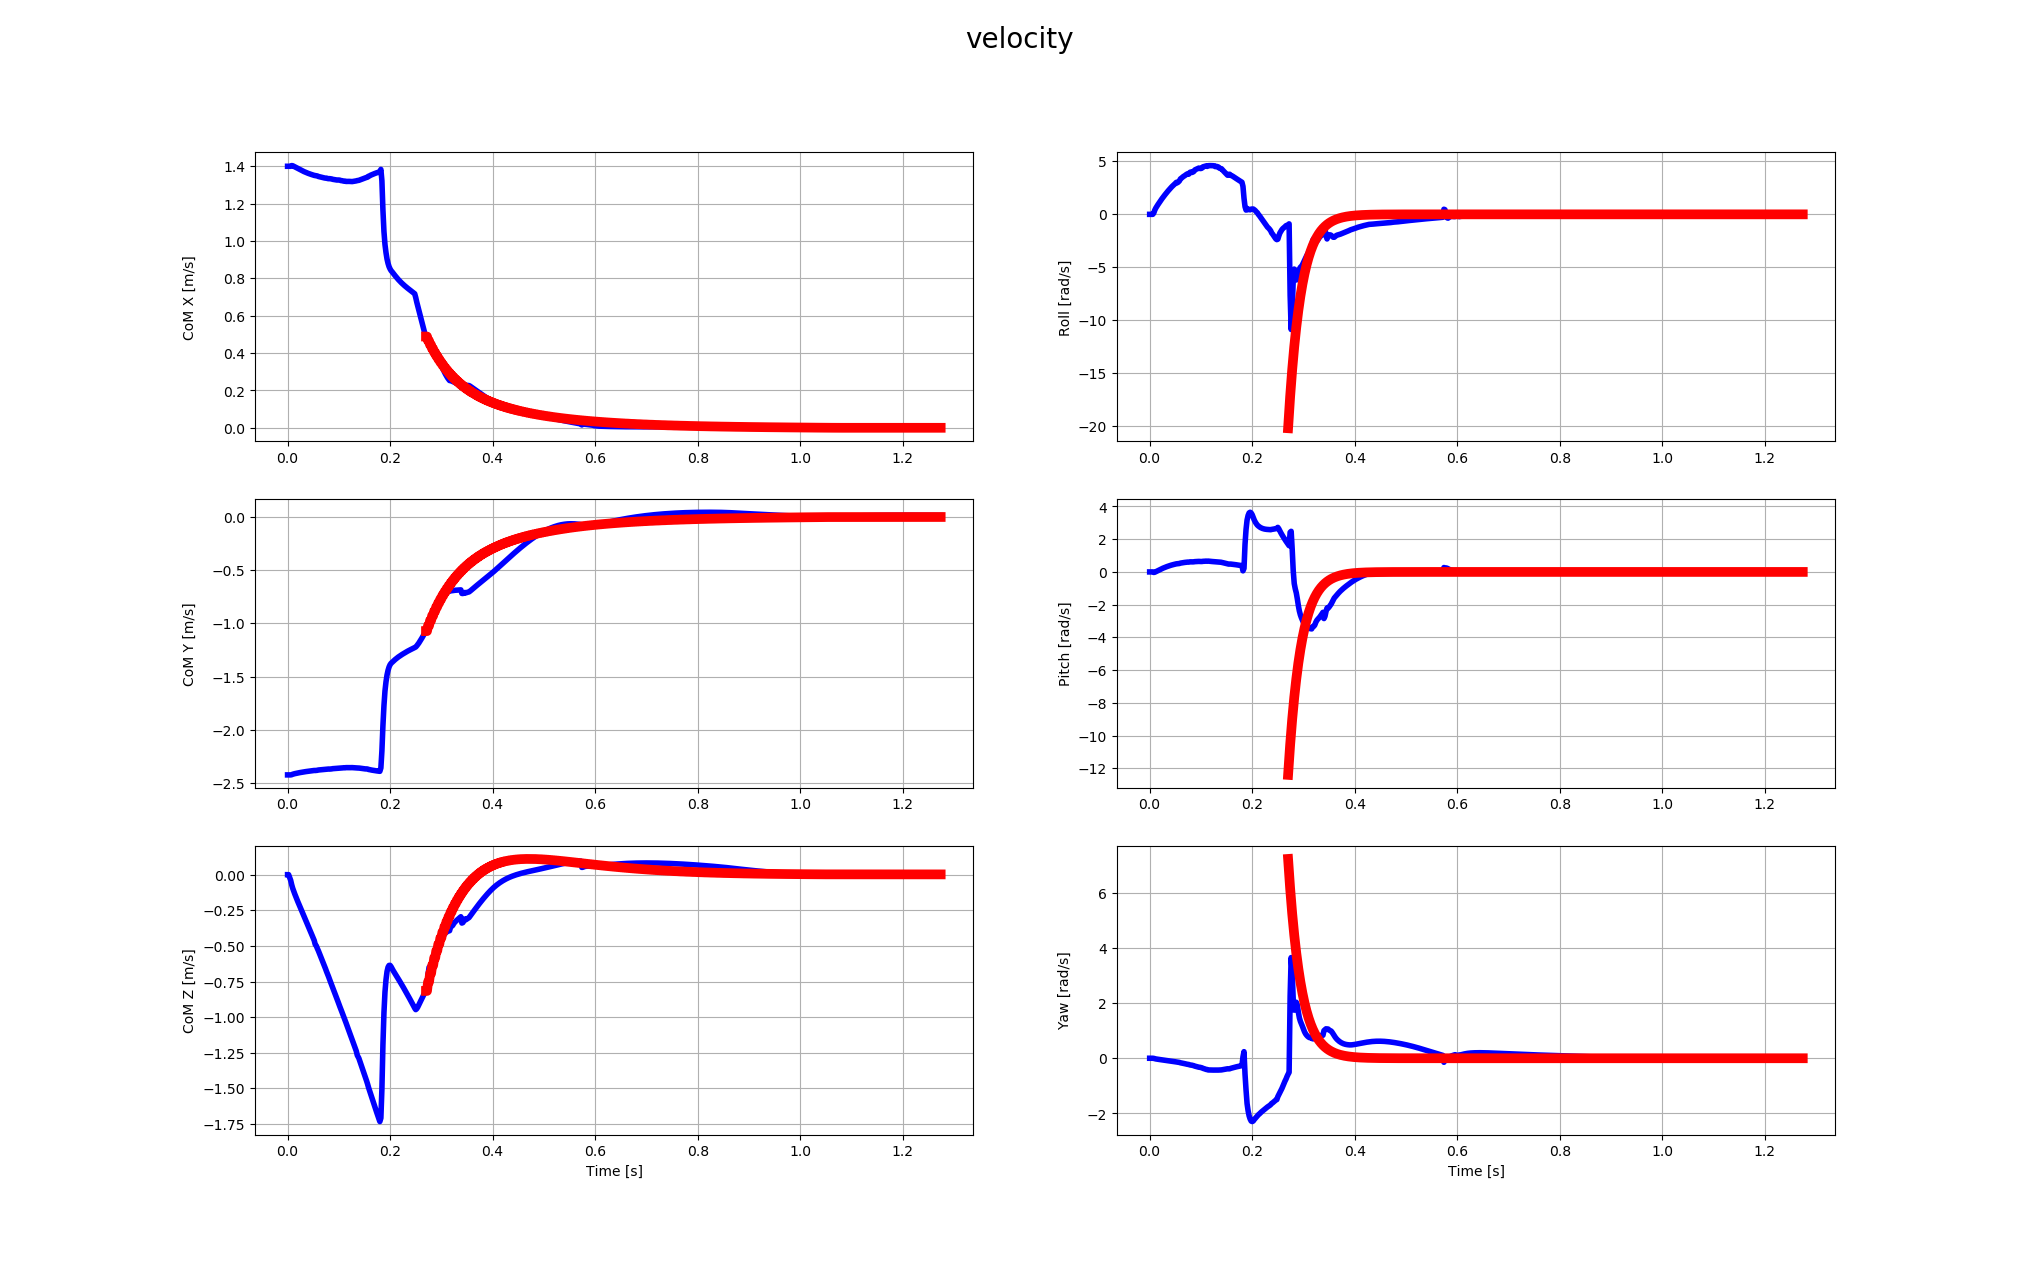 velocity
CoM X [m/s]
1.4
1.2
1.0
0.8
0.6
0.4
0.2
0.0
0.0 0.2 0.4 0.6 0.8 1.0 1.2
Roll [rad/s]
5
0
−5
−10
−15
−20
0.0 0.2 0.4 0.6 0.8 1.0 1.2
CoM Y [m/s]
0.0
−0.5
−1.0
−1.5
−2.0
−2.5
0.0 0.2 0.4 0.6 0.8 1.0 1.2
Pitch [rad/s]
4
2
0
−2
−4
−6
−8
−10
−12
0.0 0.2 0.4 0.6 0.8 1.0 1.2
CoM Z [m/s]
0.00
−0.25
−0.50
−0.75
−1.00
−1.25
−1.50
−1.75
0.0 0.2 0.4 0.6 0.8 1.0 1.2
Time [s]
Yaw [rad/s]
6
4
2
0
−2
0.0 0.2 0.4 0.6 0.8 1.0 1.2
Time [s]